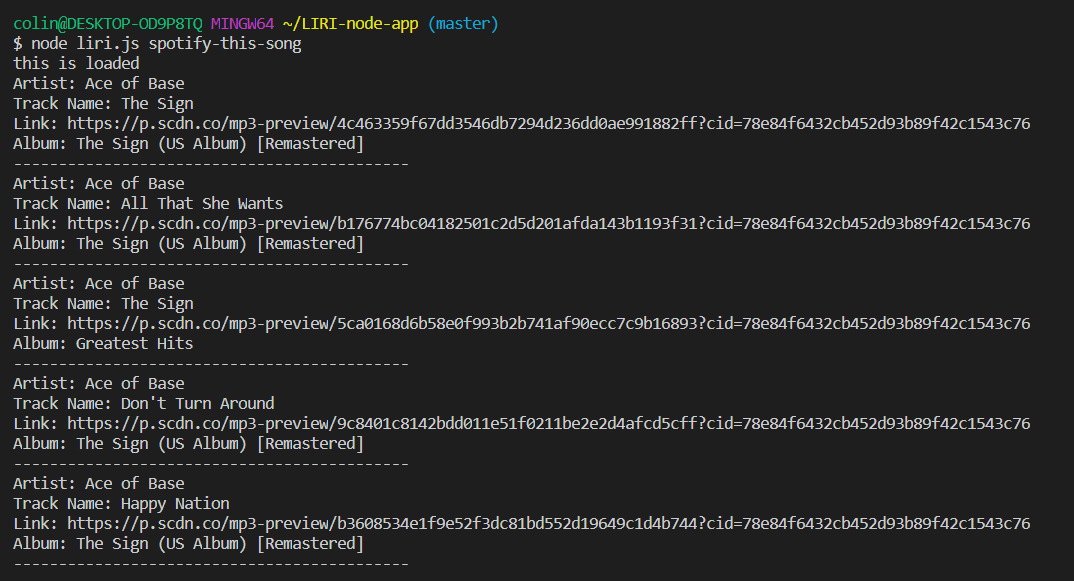 colin@DESKTOP-OD9P8TQ MINGW64 ~/LIRI-node-app (master)
$ node liri.js spotify-this-song
this is loaded
Artist: Ace of Base
Track Name: The Sign
Link: https://p.scdn.co/mp3-preview/4c463359f67dd3546db7294d236dd0ae991882ff?cid=78e84f6432cb452d93b89f42c1543c76
Album: The Sign (US Album) [Remastered]
--------------------------------------------
Artist: Ace of Base
Track Name: All That She Wants
Link: https://p.scdn.co/mp3-preview/b176774bc04182501c2d5d201afda143b1193f31?cid=78e84f6432cb452d93b89f42c1543c76
Album: The Sign (US Album) [Remastered]
--------------------------------------------
Artist: Ace of Base
Track Name: The Sign
Link: https://p.scdn.co/mp3-preview/5ca0168d6b58e0f993b2b741af90ecc7c9b16893?cid=78e84f6432cb452d93b89f42c1543c76
Album: Greatest Hits
--------------------------------------------
Artist: Ace of Base
Track Name: Don't Turn Around
Link: https://p.scdn.co/mp3-preview/9c8401c8142bdd011e51f0211be2e2d4afcd5cff?cid=78e84f6432cb452d93b89f42c1543c76
Album: The Sign (US Album) [Remastered]
--------------------------------------------
Artist: Ace of Base
Track Name: Happy Nation
Link: https://p.scdn.co/mp3-preview/b3608534e1f9e52f3dc81bd552d19649c1d4b744?cid=78e84f6432cb452d93b89f42c1543c76
Album: The Sign (US Album) [Remastered]
--------------------------------------------